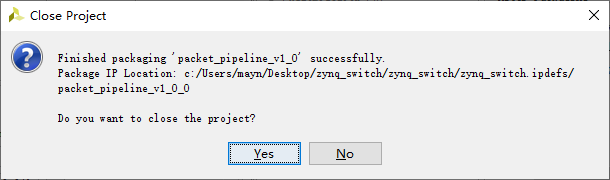 Close Project
Finished packaging 'packet_pipeline_v1_0' successfully.
Package IP Location: c:/Users/mayn/Desktop/zynq_switch/zynq_switch/zynq_switch.ipdefs/
packet_pipeline_v1_0_0
Do you want to close the project?
Yes
No